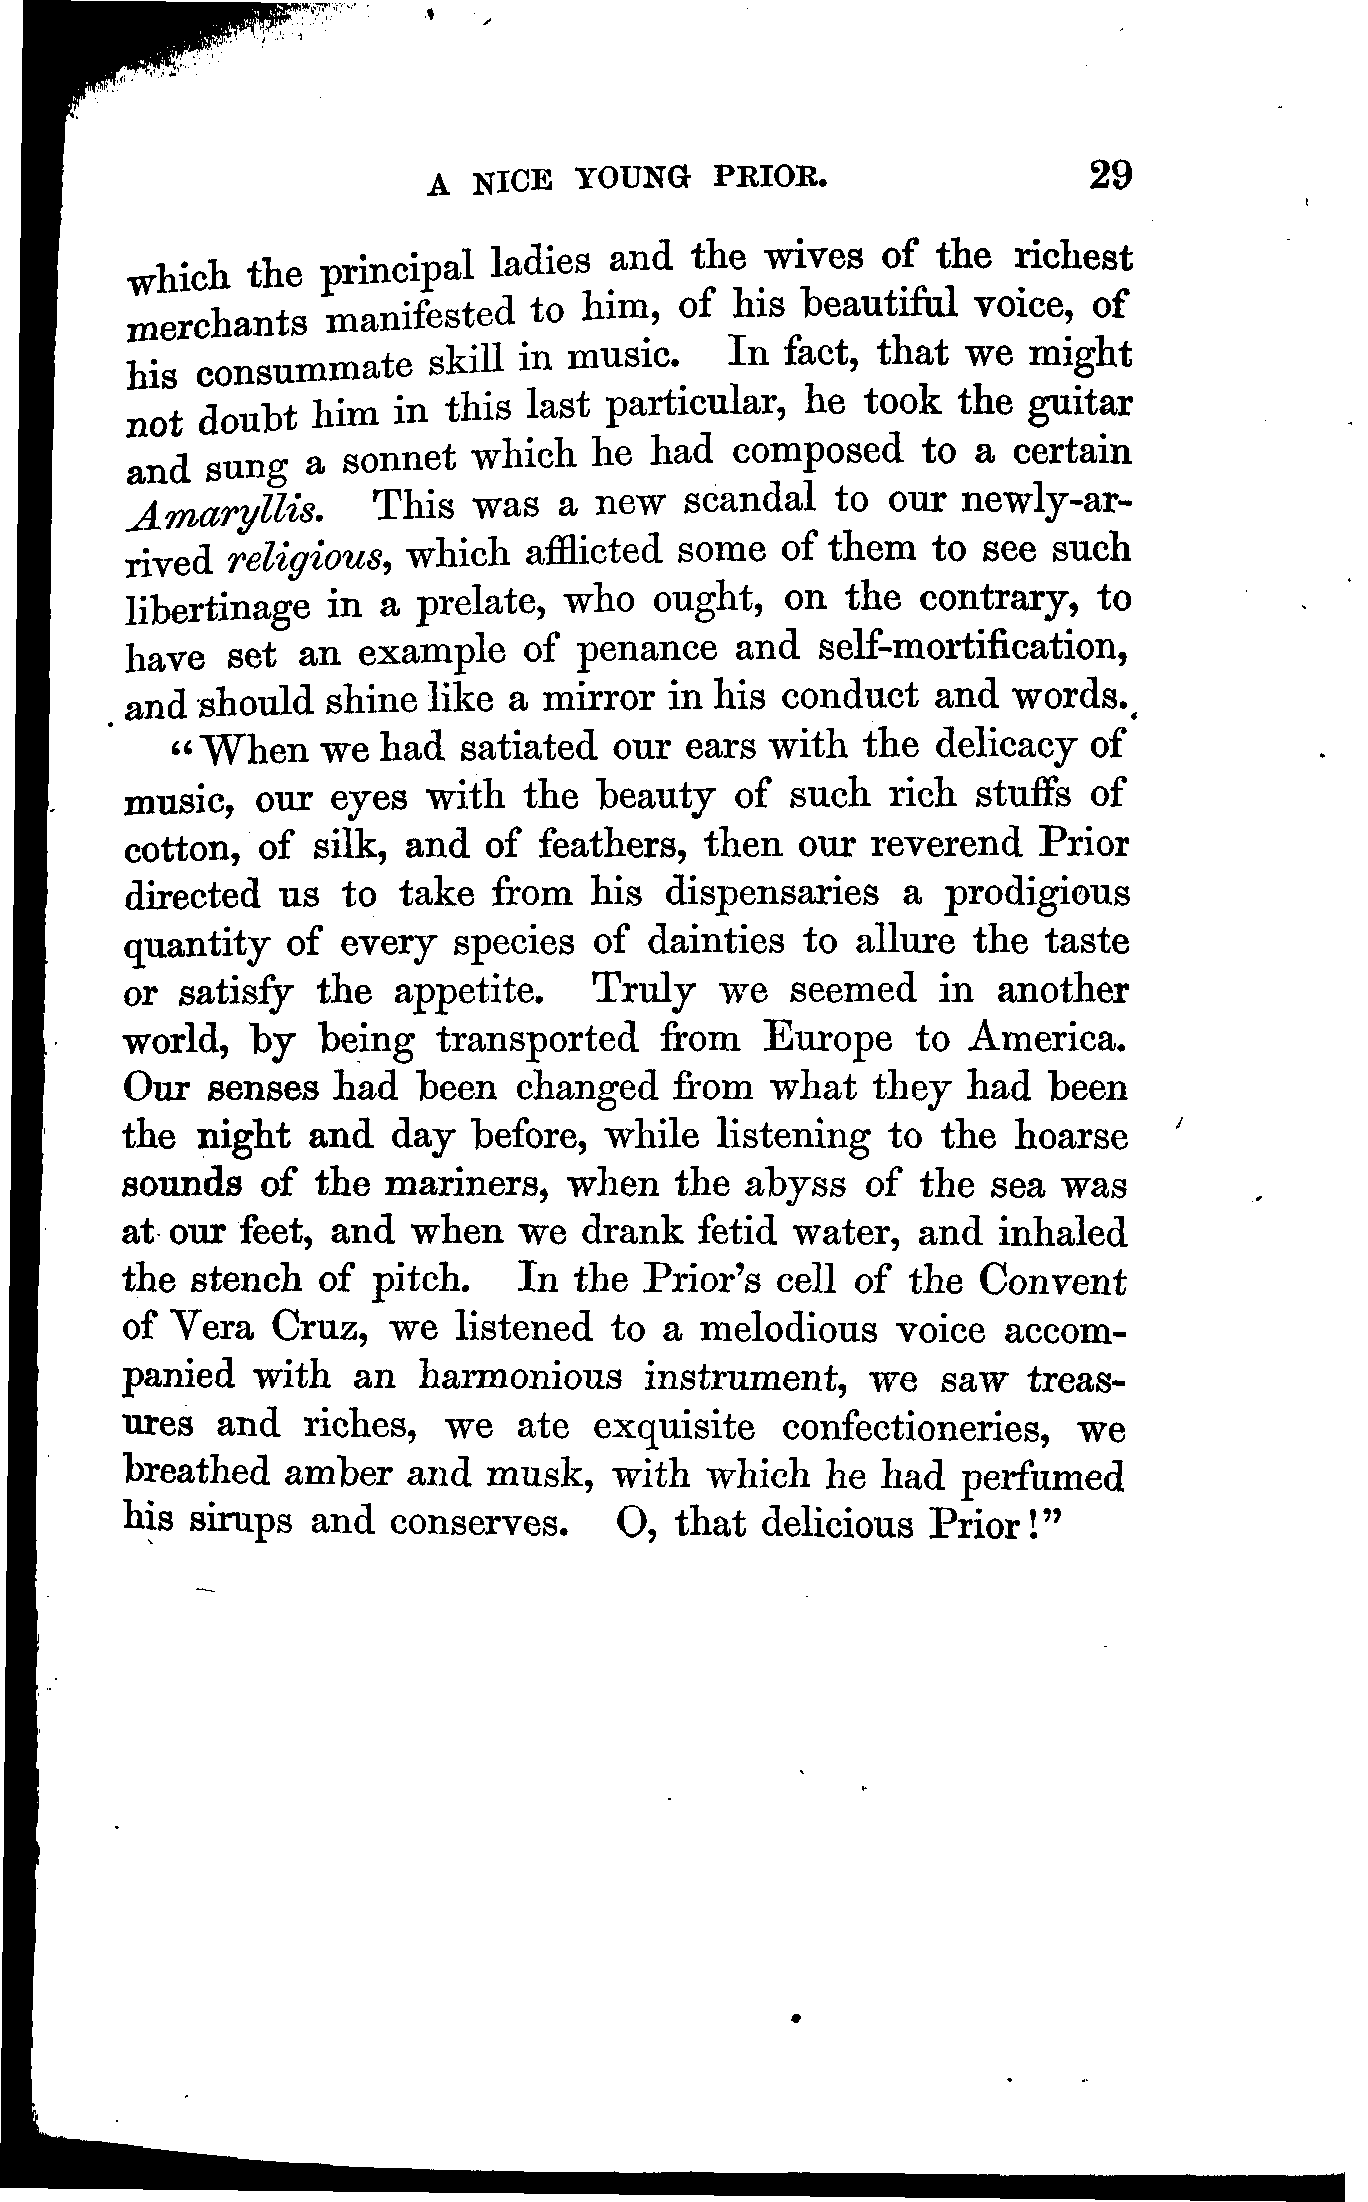 A NICE YOUNG PRIOR. 29
which the principal ladies and the wives of the richest
merchants manifested to him, of his beautiful voice, of
his consummate skill in music. In fact, that we might
not doubt him in this last particular, he took the guitar
and sung a sonnet which he had composed to a certain
Amaryllis. This was a new scandal to our newly-ar-
rived religious, which afflicted some of them to see such
libertinage in a prelate, who ought, on the contrary, to
have set an example of penance and self-mortification,
and should shine like a mirror in his conduct and words.
“When we had satiated our ears with the delicacy of
music, our eyes with the beauty of such rich stuffs of
cotton, of silk, and of feathers, then our reverend Prior
directed us to take from his dispensaries a prodigious
quantity of every species of dainties to allure the taste
or satisfy the appetite. Truly we seemed in another
world, by being transported from Europe to America.
Our senses had been changed from what they had been
the night and day before, while listening to the hoarse
sounds of the mariners, when the abyss of the sea was
at our feet, and when we drank fetid water, and inhaled
the stench of pitch. In the Prior’s cell of the Convent
of Vera Cruz, we listened to a melodious voice accom-
panied with an harmonious instrument, we saw treas-
ures and riches, we ate exquisite confectioneries, we
breathed amber and musk, with which he had perfumed
his sirups and conserves. O, that delicious Prior!”